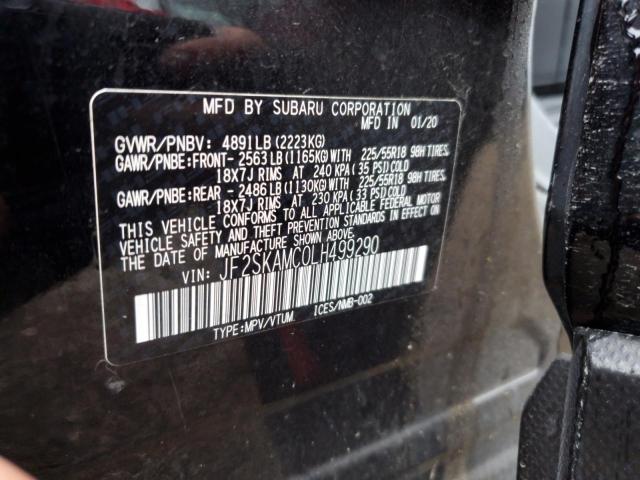 MFD BY SUBARU CORPORATION
MFD IN 01/20
GVWR/PNBV: 4891LB (2223KG)
GAWR/PNBE:FRONT- 2563LB (1165KG) WITH 225/55R18 98H TIRES,
18X7J RIMS AT 240 KPA (35 PSI) COLD
GAWR/PNBE:REAR - 2486LB (1130KG) WITH 225/55R18 98H TIRES,
18X7J RIMS AT 230 KPA (33 PSI) COLD
THIS VEHICLE CONFORMS TO ALL APPLICABLE FEDERAL MOTOR
VEHICLE SAFETY AND THEFT PREVENTION STANDARDS IN EFFECT ON
THE DATE OF MANUFACTURE SHOWN ABOVE.
VIN: JF2SKAMC0LH499290
TYPE:MPV/VTUM ICES/NMB-002